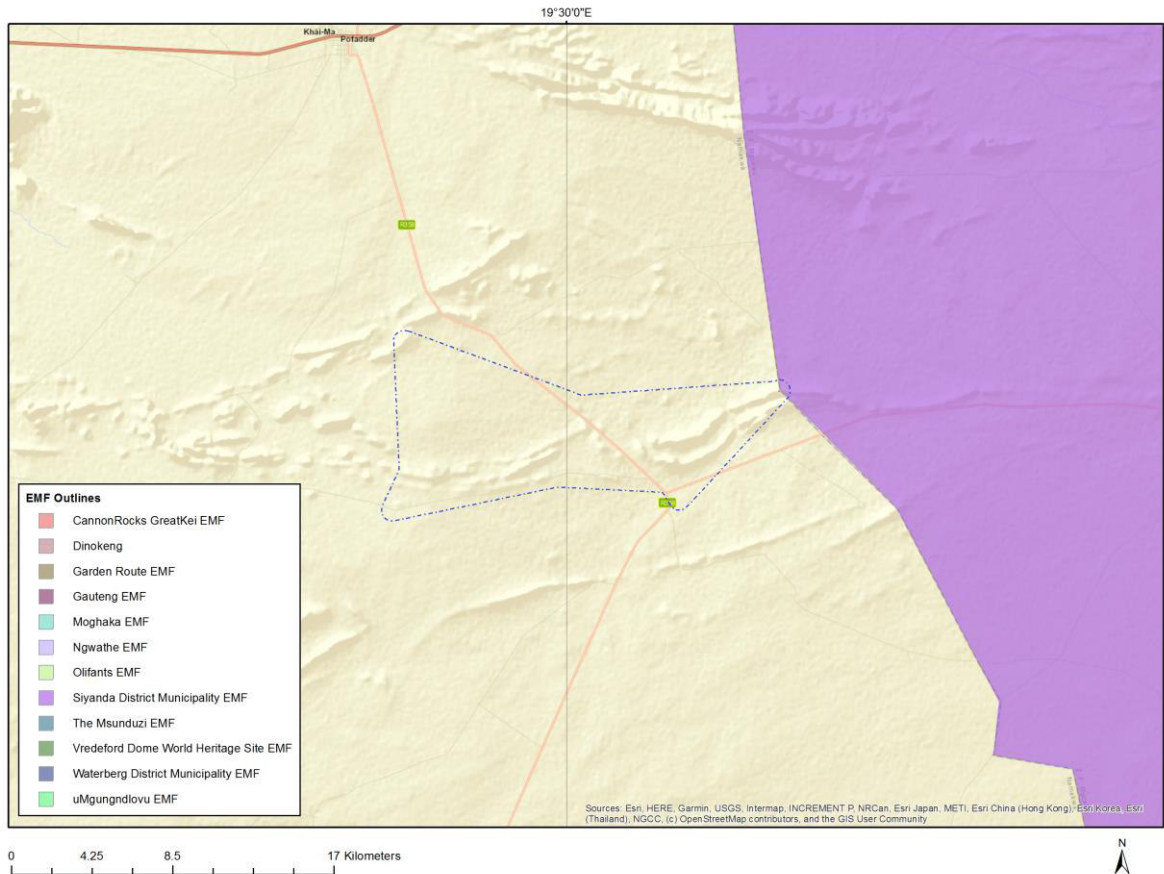 19°30'0"E
Khâi-Ma
Pofadder
EMF Outlines
CannonRocks GreatKei EMF
Dinokeng
Garden Route EMF
Gauteng EMF
Moghaka EMF
Ngwathe EMF
Olifants EMF
Siyanda District Municipality EMF
The Msunduzi EMF
Vredeford Dome World Heritage Site EMF
Waterberg District Municipality EMF
uMgungndlovu EMF
Sources: Esri, HERE, Garmin, USGS, Intermap, INCREMENT P, NRCan, Esri Japan, METI, Esri China (Hong Kong), Esri Korea, Esri
(Thailand), NGCC, (c) OpenStreetMap contributors, and the GIS User Community
0 4.25 8.5 17 Kilometers
N